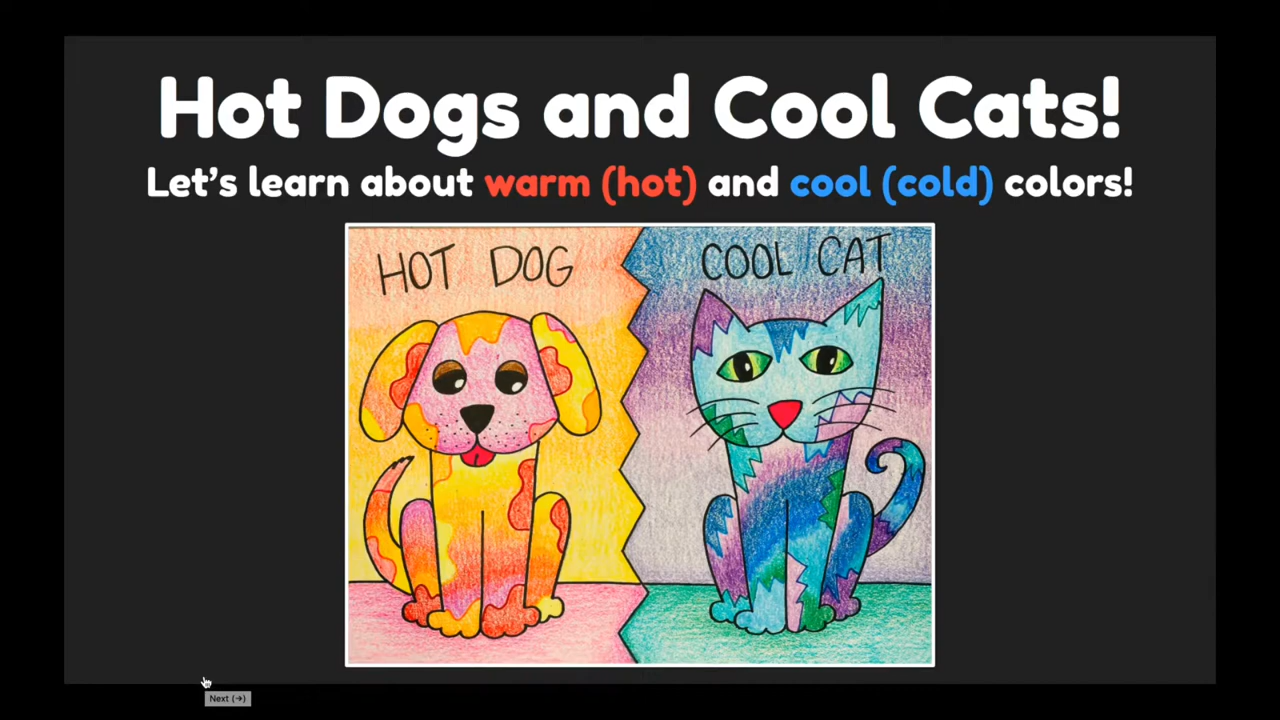 Hot Dogs and Cool Cats!
Let's learn about warm (hot) and cool (cold) colors!
HOT DOG
COOL CAT
Next (→)